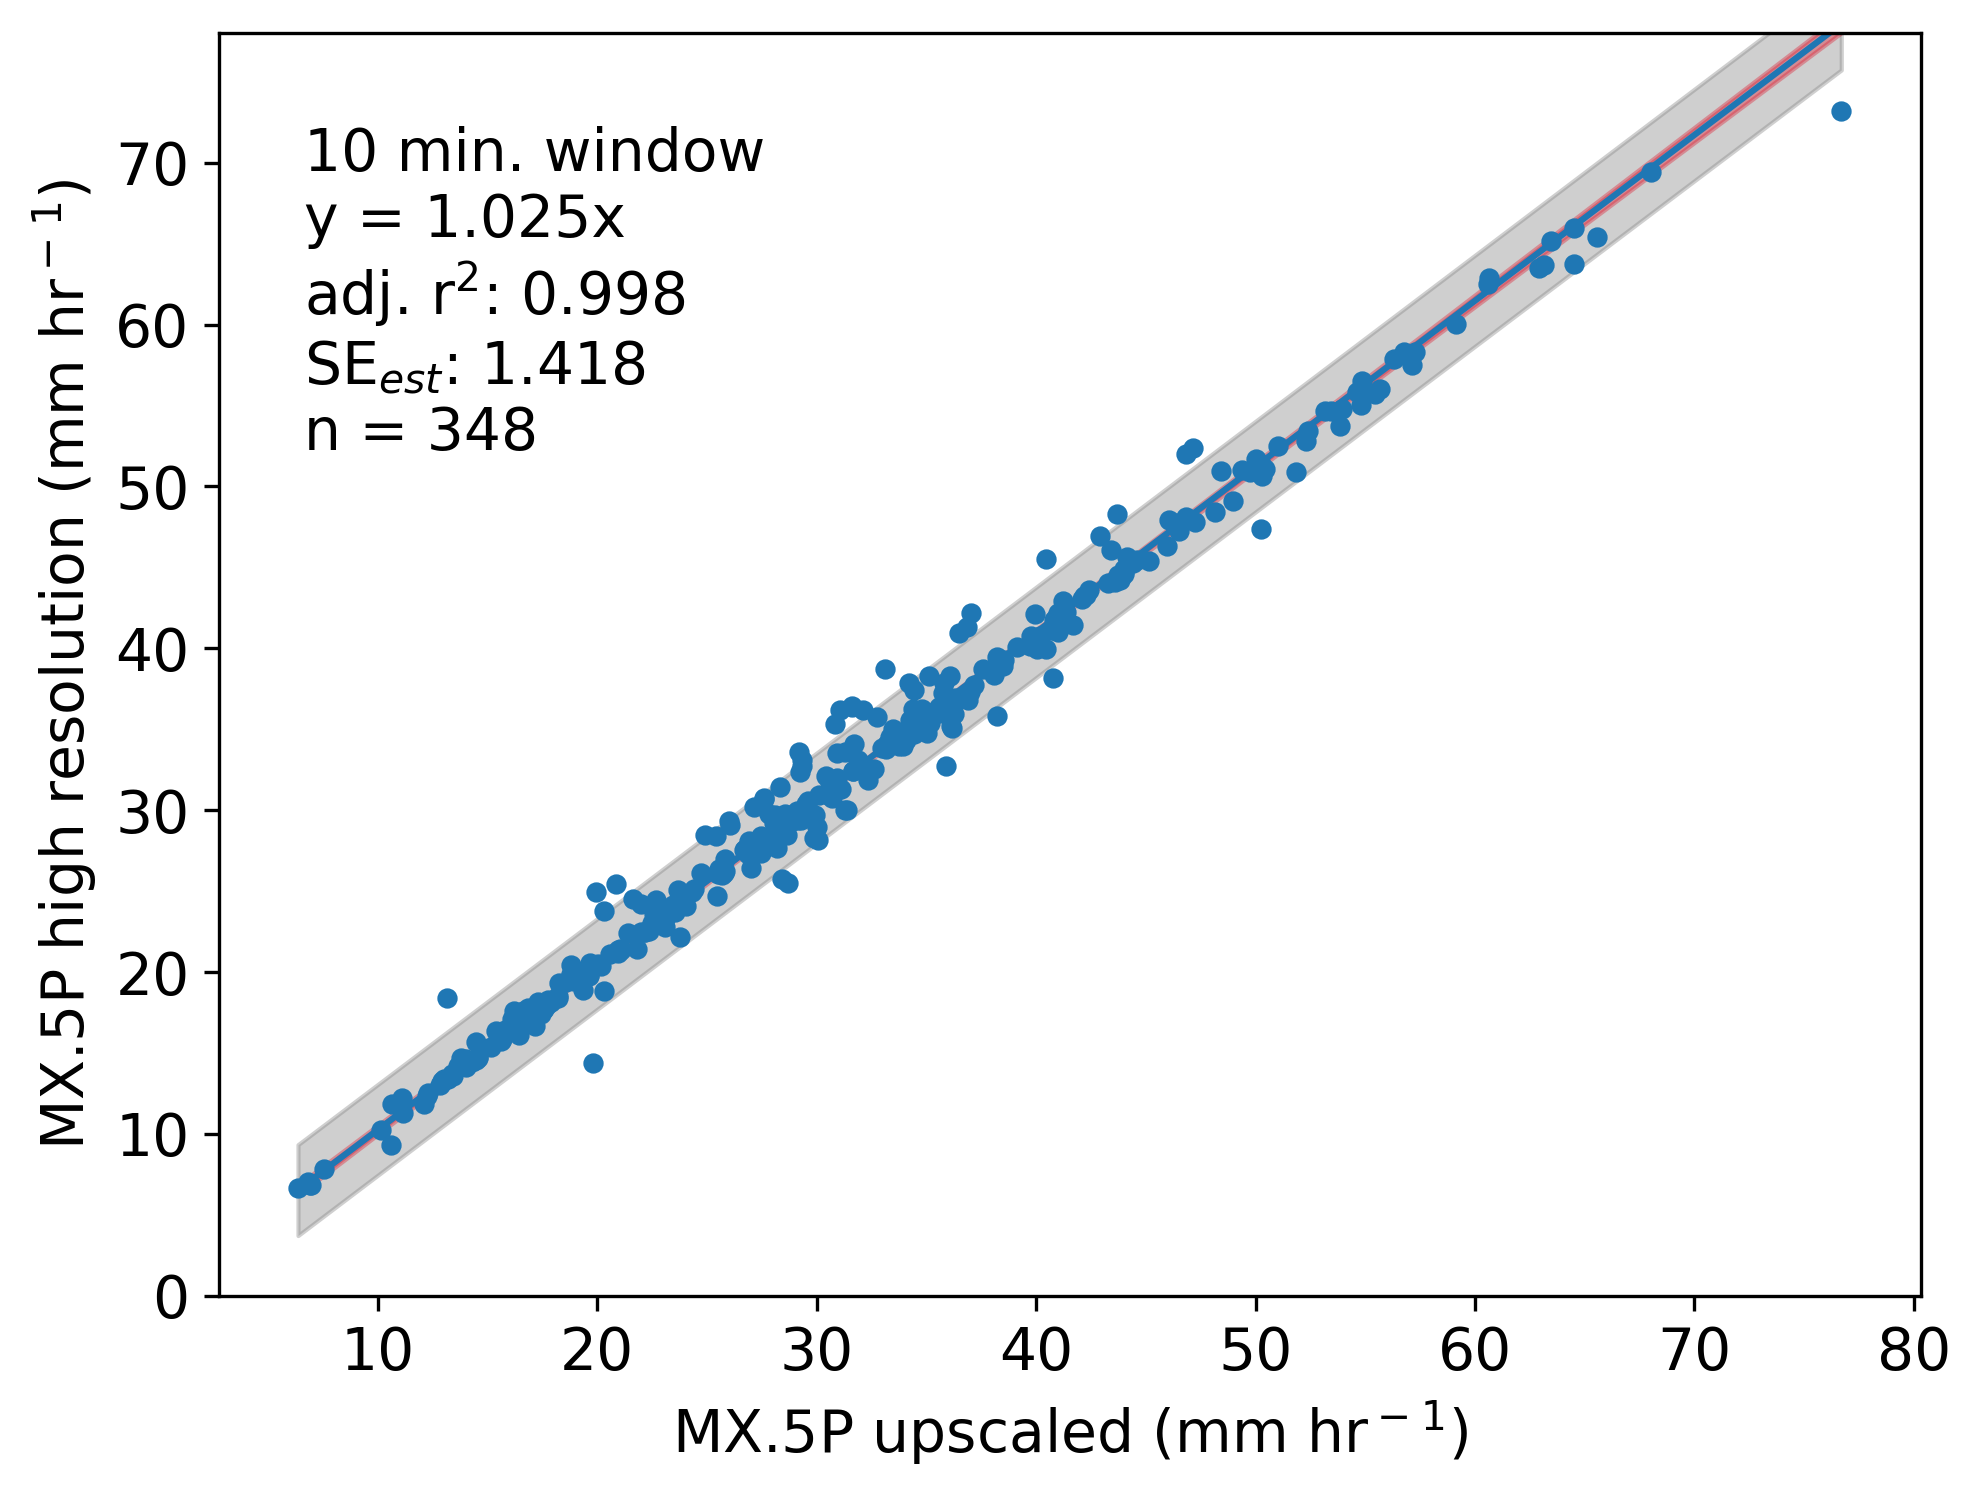 10 min. window
y = 1.025x
adj. r²: 0.998
SE_est: 1.418
n = 348
MX.5P high resolution (mm hr⁻¹)
70
60
50
40
30
20
10
0
10 20 30 40 50 60 70 80
MX.5P upscaled (mm hr⁻¹)